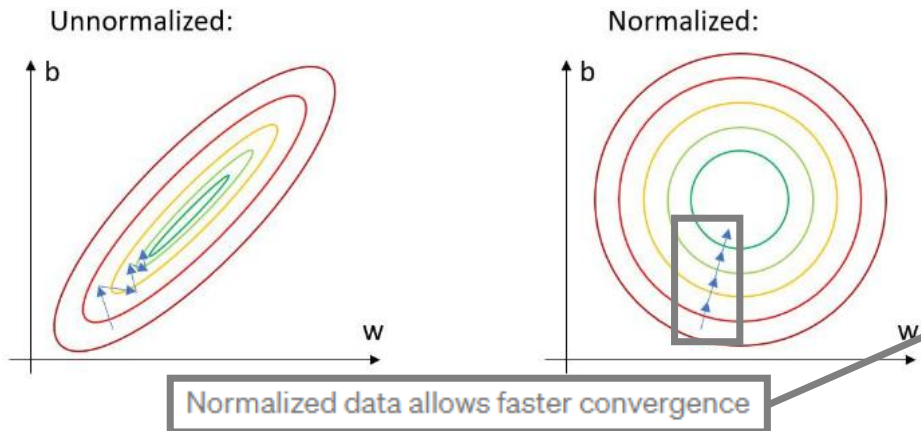 Unnormalized:
Normalized:
b
b
w
w
Normalized data allows faster convergence